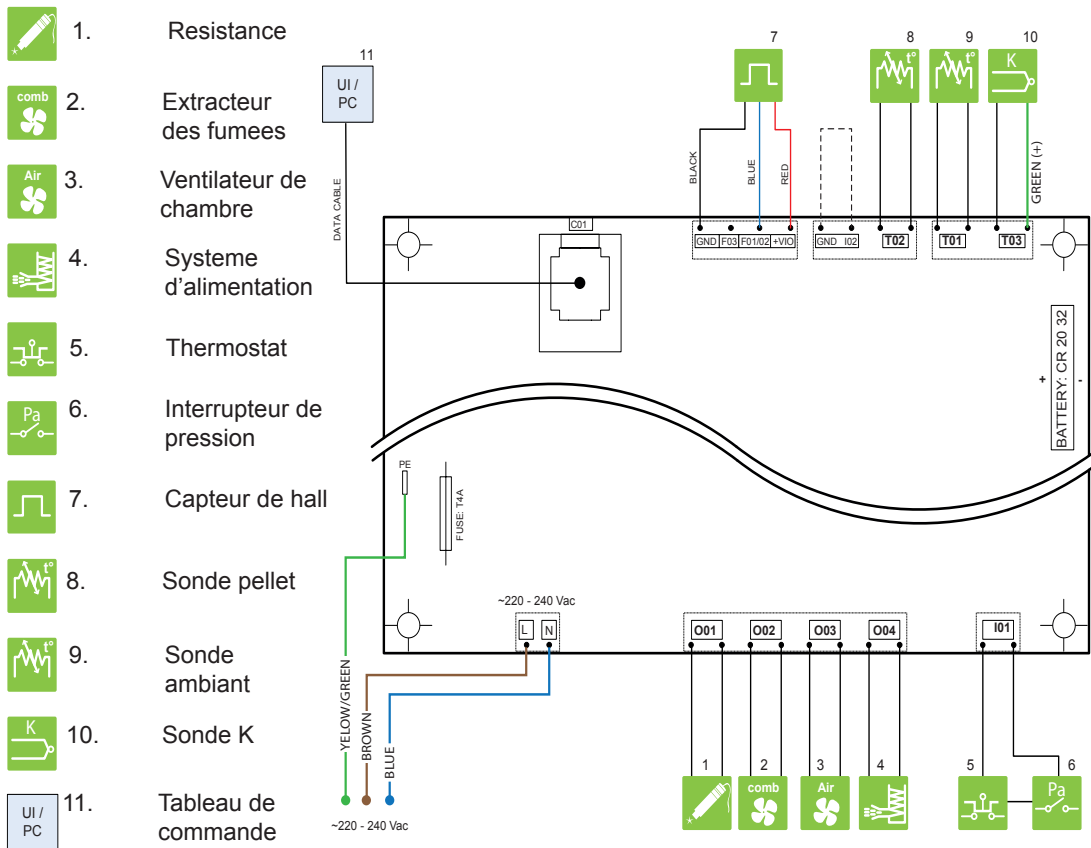 1. Resistance
comb
2. Extracteur
des fumees
Air
3. Ventilateur de
chambre
4. Systeme
d'alimentation
5. Thermostat
Pa
6. Interrupteur de
pression
7. Capteur de hall
t°
8. Sonde pellet
t°
9. Sonde
ambiant
K
10. Sonde K
UI /
PC
11. Tableau de
commande
11
UI /
PC
DATA CABLE
7
8
t°
9
t°
10
K
BLACK
BLUE
RED
GREEN (+)
C01
GND F03 F01/02 +VIO
GND I02
T02
T01
T03
+ BATTERY: CR 20 32 -
PE
FUSE: T4A
~220 - 240 Vac
L N
YELOW/GREEN
BROWN
BLUE
~220 - 240 Vac
O01 O02 O03 O04
I01
1
2
comb
3
Air
4
5
6
Pa